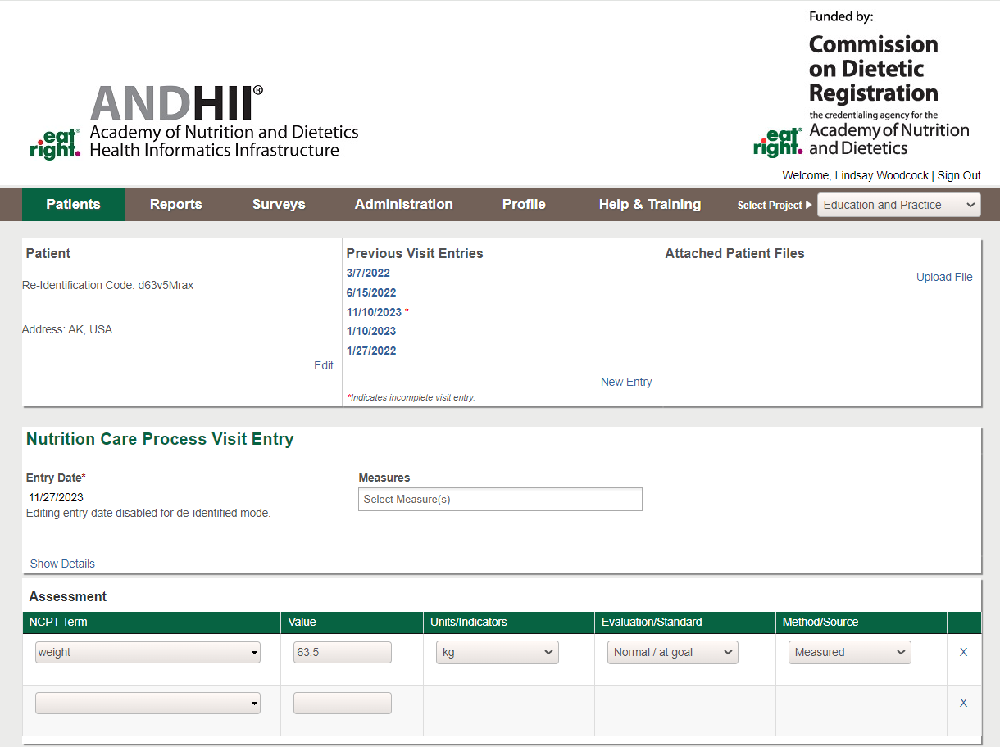 Funded by:
Commission
on Dietetic
Registration
the credentialing agency for the
eat right.
Academy of Nutrition
and Dietetics
ANDHII®
eat right.®
Academy of Nutrition and Dietetics
Health Informatics Infrastructure
Welcome, Lindsay Woodcock | Sign Out
Patients Reports Surveys Administration Profile Help & Training Select Project Education and Practice
Patient
Re-Identification Code: d63v5Mrax
Address: AK, USA
Edit
Previous Visit Entries
3/7/2022
6/15/2022
11/10/2023 *
1/10/2023
1/27/2022
New Entry
*Indicates incomplete visit entry.
Attached Patient Files
Upload File
Nutrition Care Process Visit Entry
Entry Date*
11/27/2023
Editing entry date disabled for de-identified mode.
Measures
Select Measure(s)
Show Details
Assessment
NCPT Term Value Units/Indicators Evaluation/Standard Method/Source
weight 63.5 kg Normal / at goal Measured X
X